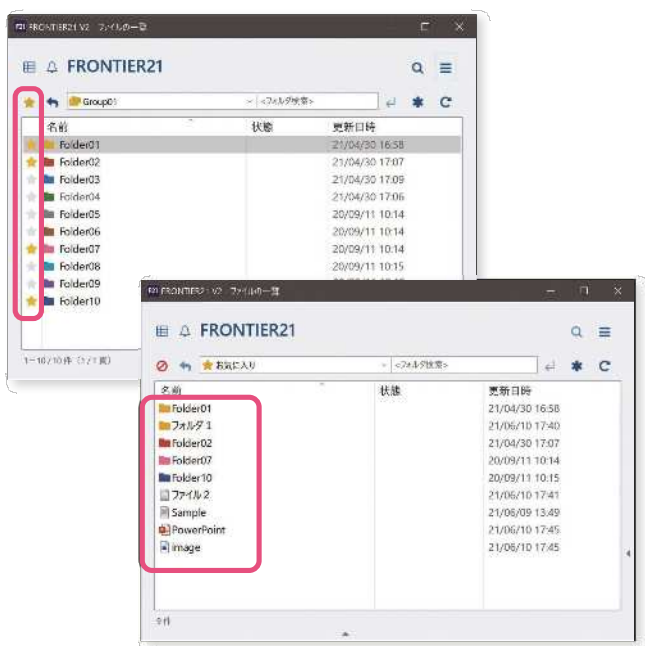 FRONTIER21 V2 ファイルの一覧
FRONTIER21
Group01
<フォルダ検索>
名前 状態 更新日時
Folder01 21/04/30 16:58
Folder02 21/04/30 17:07
Folder03 21/04/30 17:09
Folder04 21/04/30 17:06
Folder05 20/09/11 10:14
Folder06 20/09/11 10:14
Folder07 20/09/11 10:14
Folder08 20/09/11 10:15
Folder09
Folder10
1-10/10件 (1/1頁)
FRONTIER21 V2 ファイルの一覧
FRONTIER21
お気に入り
<フォルダ検索>
名前 状態 更新日時
Folder01 21/04/30 16:58
フォルダ1 21/06/10 17:40
Folder02 21/04/30 17:07
Folder07 20/09/11 10:14
Folder10 20/09/11 10:15
ファイル2 21/06/10 17:41
Sample 21/06/09 13:49
PowerPoint 21/06/10 17:45
image 21/06/10 17:45
9件